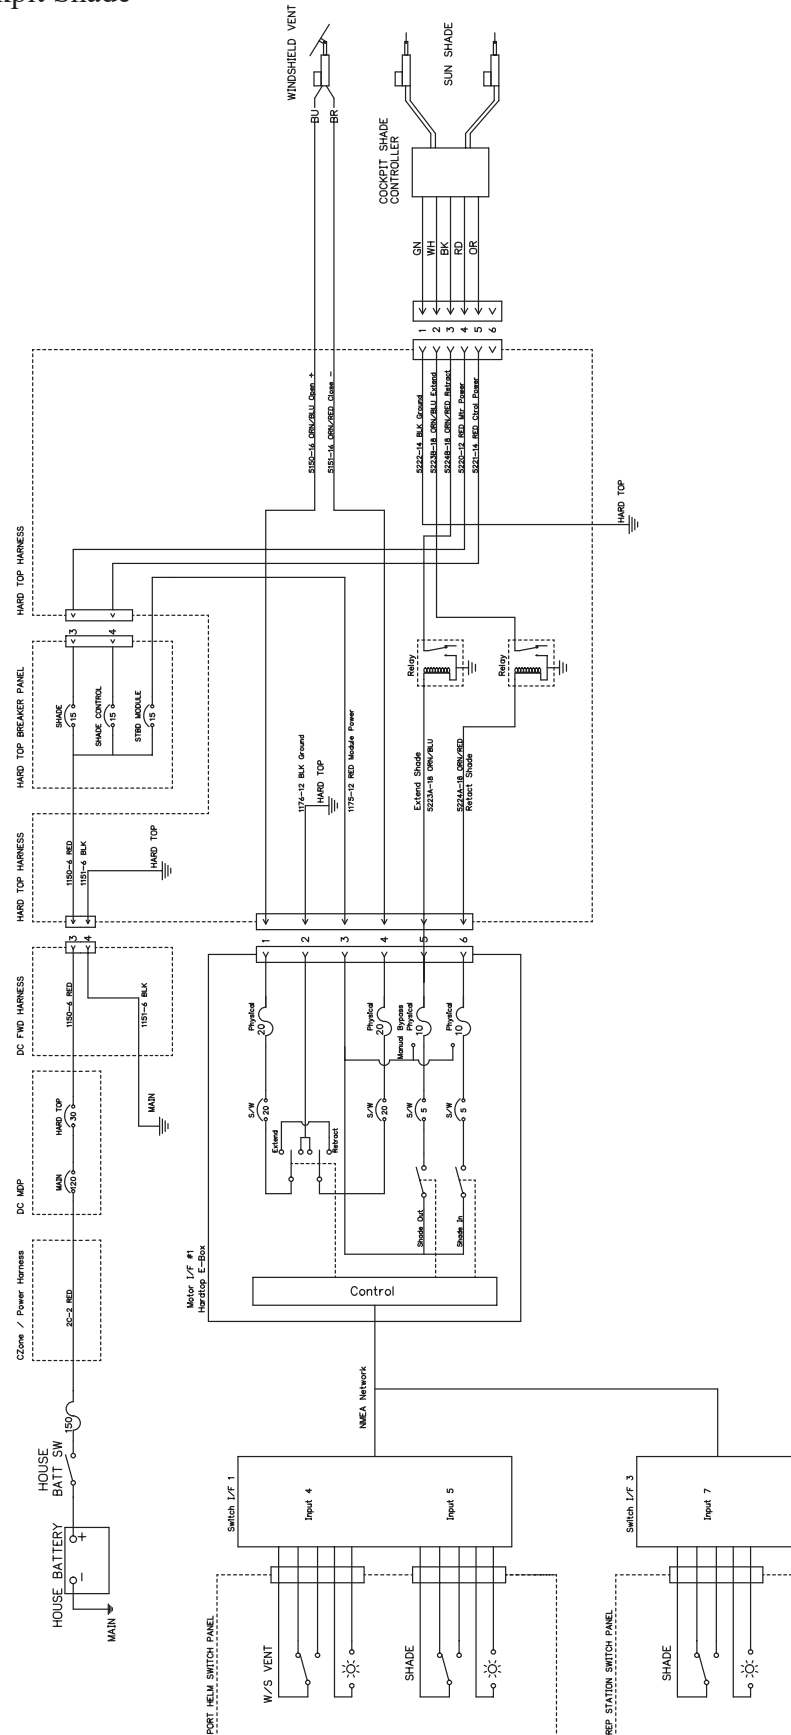 kpit Shade
WINDSHIELD VENT
SUN SHADE
BU
BR
COCKPIT SHADE
CONTROLLER
GN
WH
BK
RD
OR
1
2
3
4
5
6
5150-16 ORN/BLU Open +
5151-16 ORN/RED Close -
5222-14 BLK Ground
5223B-18 ORN/BLU Extend
5224B-18 ORN/RED Retract
5220-12 RED Mtr Power
5221-14 RED Ctrol Power
HARD TOP
HARD TOP HARNESS
3
4
HARD TOP BREAKER PANEL
SHADE
15
SHADE CONTROL
15
STBD MODULE
15
Relay
Relay
1176-12 BLK Ground
HARD TOP
1175-12 RED Module Power
Extend Shade
5223A-18 ORN/BLU
5224A-18 ORN/RED
Retact Shade
HARD TOP HARNESS
1150-6 RED
1151-6 BLK
HARD TOP
3
4
1
2
3
4
5
6
DC FWD HARNESS
1150-6 RED
1151-6 BLK
MAIN
Physical
20
Physical
20
Manual Bypass
Physical
10
Physical
10
S/W
20
S/W
20
S/W
5
S/W
5
DC MDP
HARD TOP
30
MAIN
120
Extend
Retract
Shade Out
Shade In
Motor I/F #1
Hardtop E-Box
Control
CZone / Power Harness
2C-2 RED
150
HOUSE
BATT SW
HOUSE BATTERY
+
-
MAIN
NMEA Network
Switch I/F 1
Input 4
Input 5
Switch I/F 3
Input 7
PORT HELM SWITCH PANEL
W/S VENT
SHADE
REP STATION SWITCH PANEL
SHADE